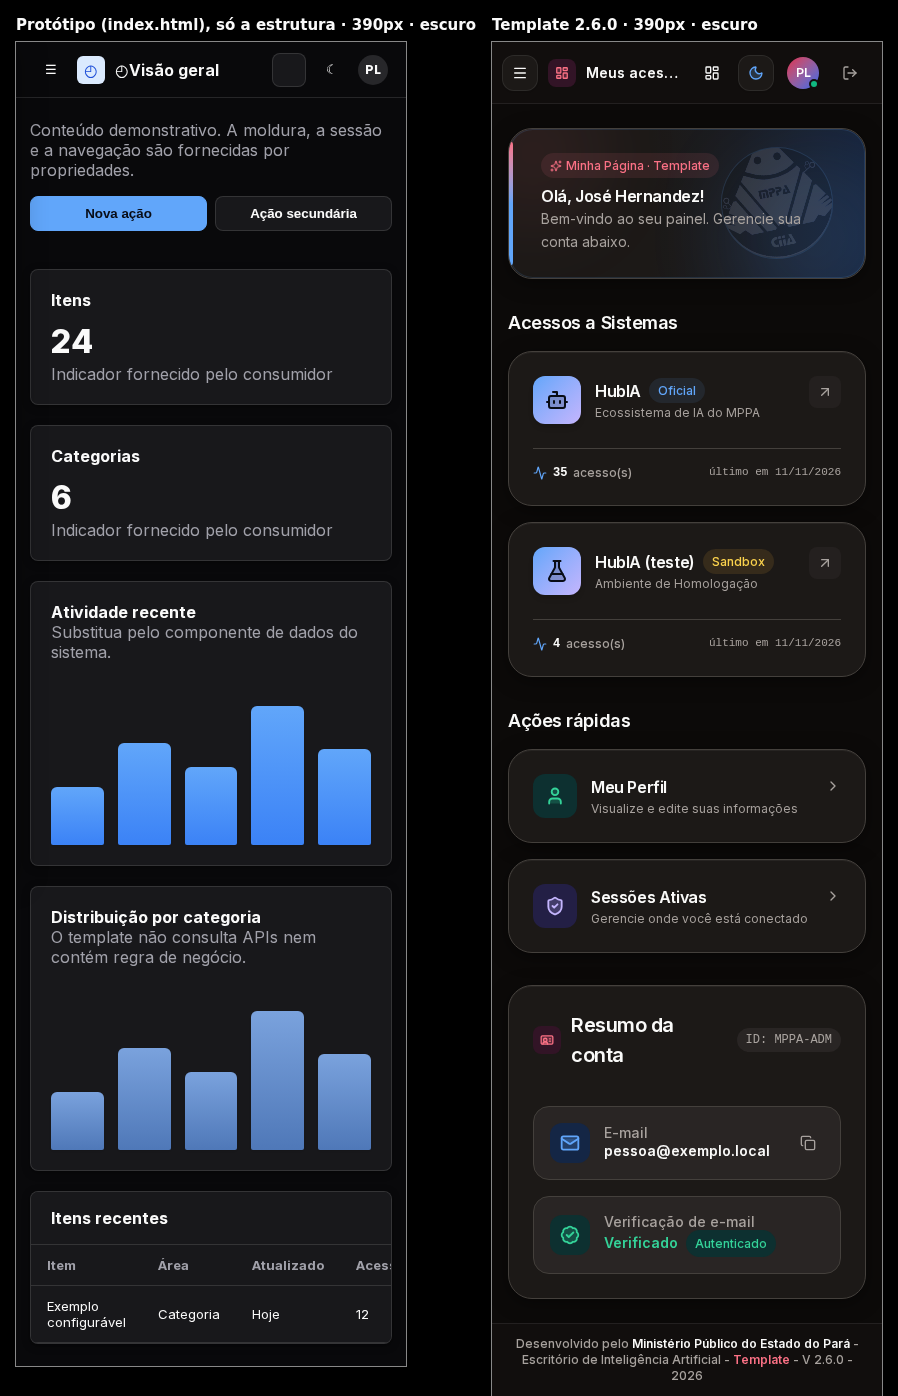 Protótipo (index.html), só a estrutura · 390px · escuro
Visão geral
PL
Conteúdo demonstrativo. A moldura, a sessão
e a navegação são fornecidas por
propriedades.
Nova ação
Ação secundária
Itens
24
Indicador fornecido pelo consumidor
Categorias
6
Indicador fornecido pelo consumidor
Atividade recente
Substitua pelo componente de dados do
sistema.
Distribuição por categoria
O template não consulta APIs nem
contém regra de negócio.
Itens recentes
Item Área Atualizado Acess
Exemplo
configurável
Categoria Hoje 12
Template 2.6.0 · 390px · escuro
Meus aces...
PL
Minha Página · Template
Olá, José Hernandez!
Bem-vindo ao seu painel. Gerencie sua
conta abaixo.
MPPA
CiiA
Acessos a Sistemas
HubIA Oficial
Ecossistema de IA do MPPA
35 acesso(s) último em 11/11/2026
HubIA (teste) Sandbox
Ambiente de Homologação
4 acesso(s) último em 11/11/2026
Ações rápidas
Meu Perfil
Visualize e edite suas informações
Sessões Ativas
Gerencie onde você está conectado
Resumo da
conta
ID: MPPA-ADM
E-mail
pessoa@exemplo.local
Verificação de e-mail
Verificado Autenticado
Desenvolvido pelo Ministério Público do Estado do Pará -
Escritório de Inteligência Artificial - Template - V 2.6.0 -
2026